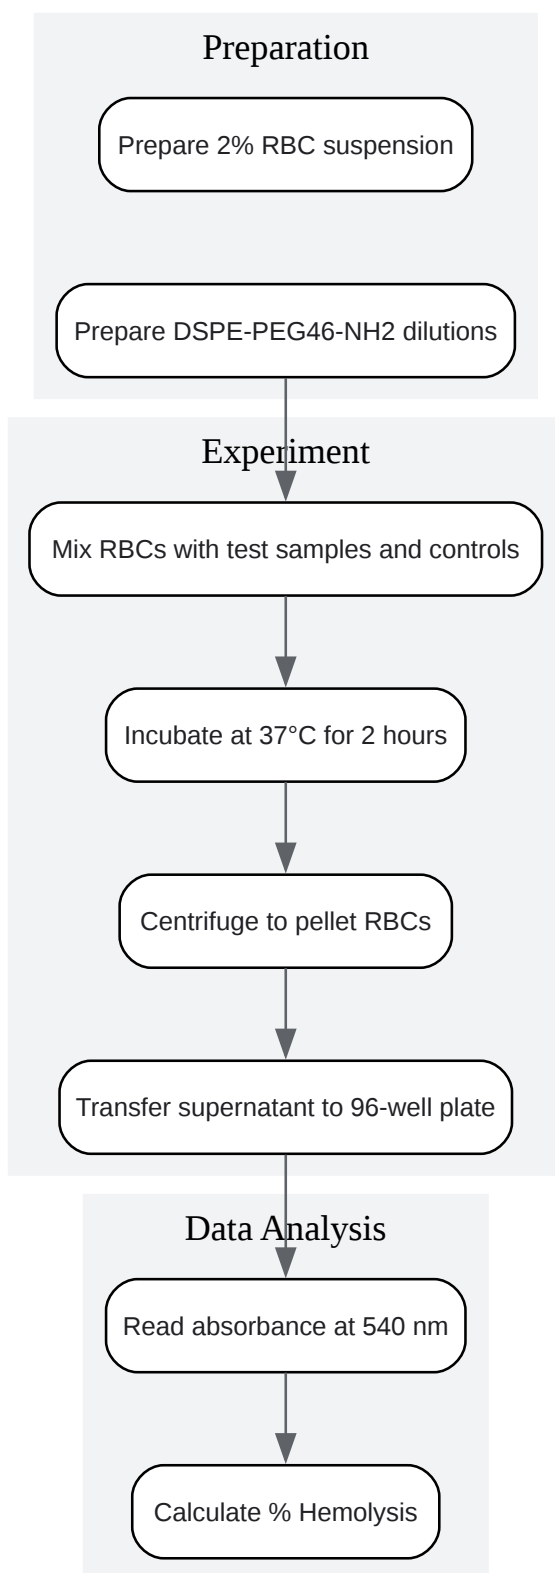 Preparation
Prepare 2% RBC suspension
Prepare DSPE-PEG46-NH2 dilutions
Experiment
Mix RBCs with test samples and controls
Incubate at 37°C for 2 hours
Centrifuge to pellet RBCs
Transfer supernatant to 96-well plate
Data Analysis
Read absorbance at 540 nm
Calculate % Hemolysis